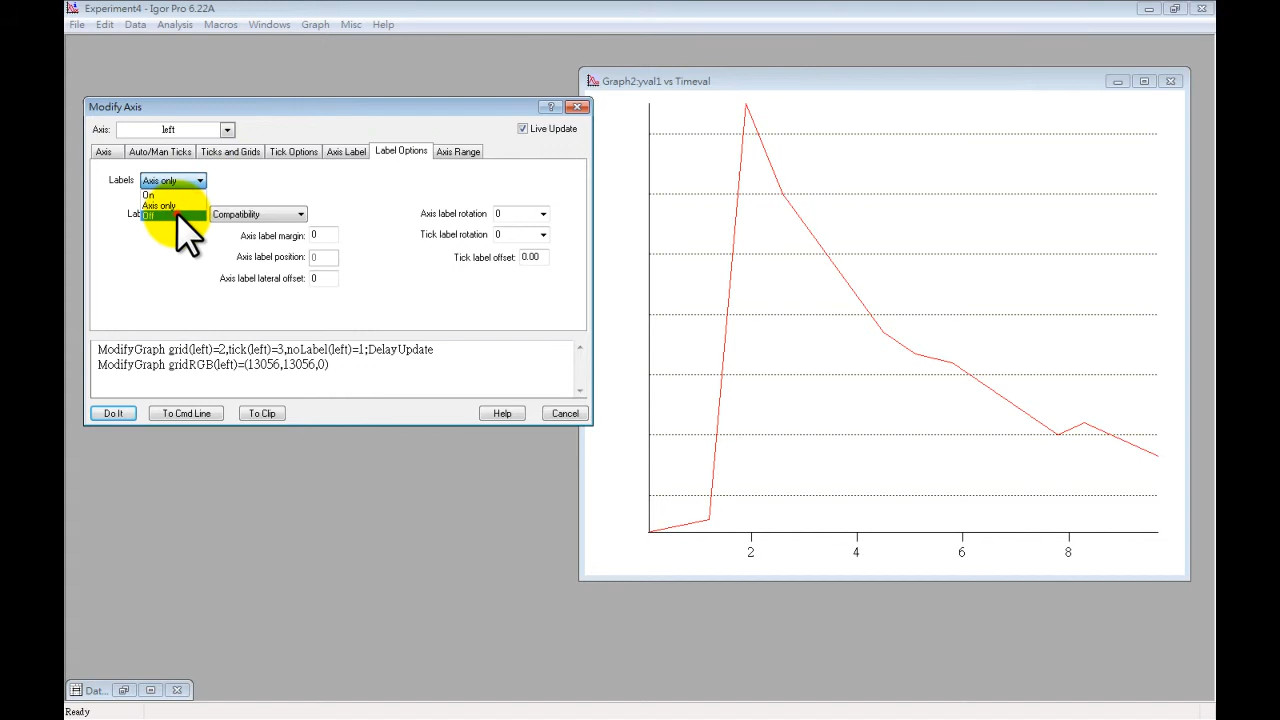 Experiment4 - Igor Pro 6.22A
File Edit Data Analysis Macros Windows Graph Misc Help
Graph2:yval1 vs Timeval
Modify Axis
Axis: left Live Update
Axis Auto/Man Ticks Ticks and Grids Tick Options Axis Label Label Options Axis Range
Labels Axis only
On
Axis only
Off
Compatibility
Axis label rotation 0
Axis label margin: 0
Tick label rotation 0
Axis label position: 0
Tick label offset: 0.00
Axis label lateral offset: 0
ModifyGraph grid(left)=2,tick(left)=3,noLabel(left)=1;DelayUpdate
ModifyGraph gridRGB(left)=(13056,13056,0)
Do It To Cmd Line To Clip Help Cancel
2 4 6 8
Dat...
Ready